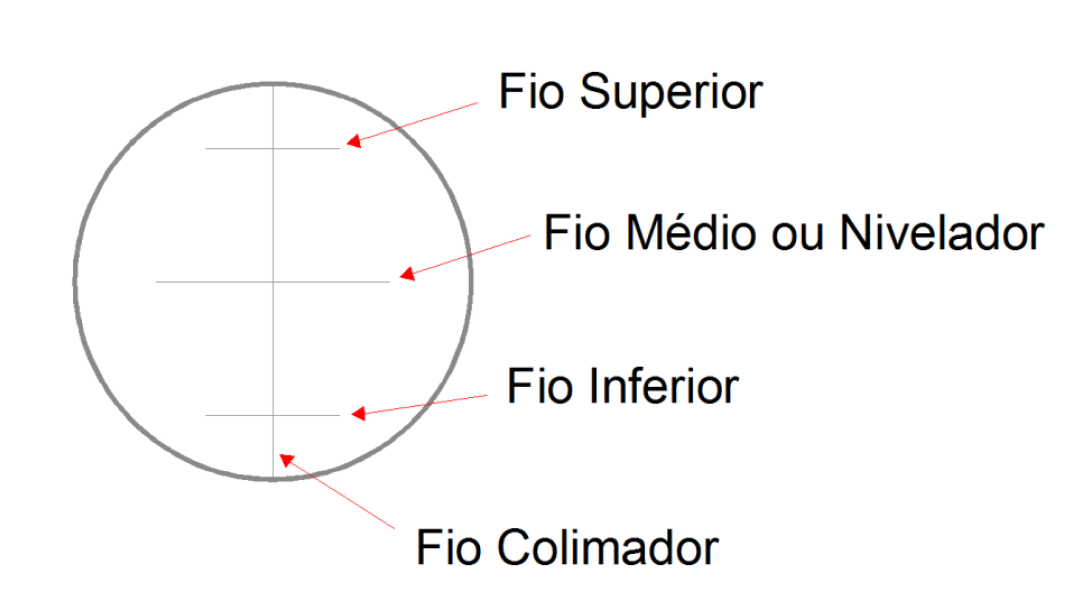 Fio Superior
Fio Médio ou Nivelador
Fio Inferior
Fio Colimador